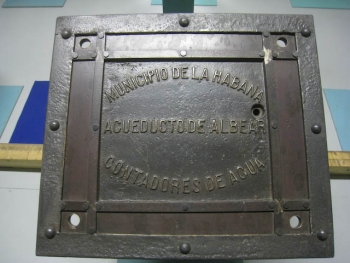 MUNICIPIO DE LA HABANA
ACUEDUCTO DE ALBEAR
CONTADORES DE AGUA